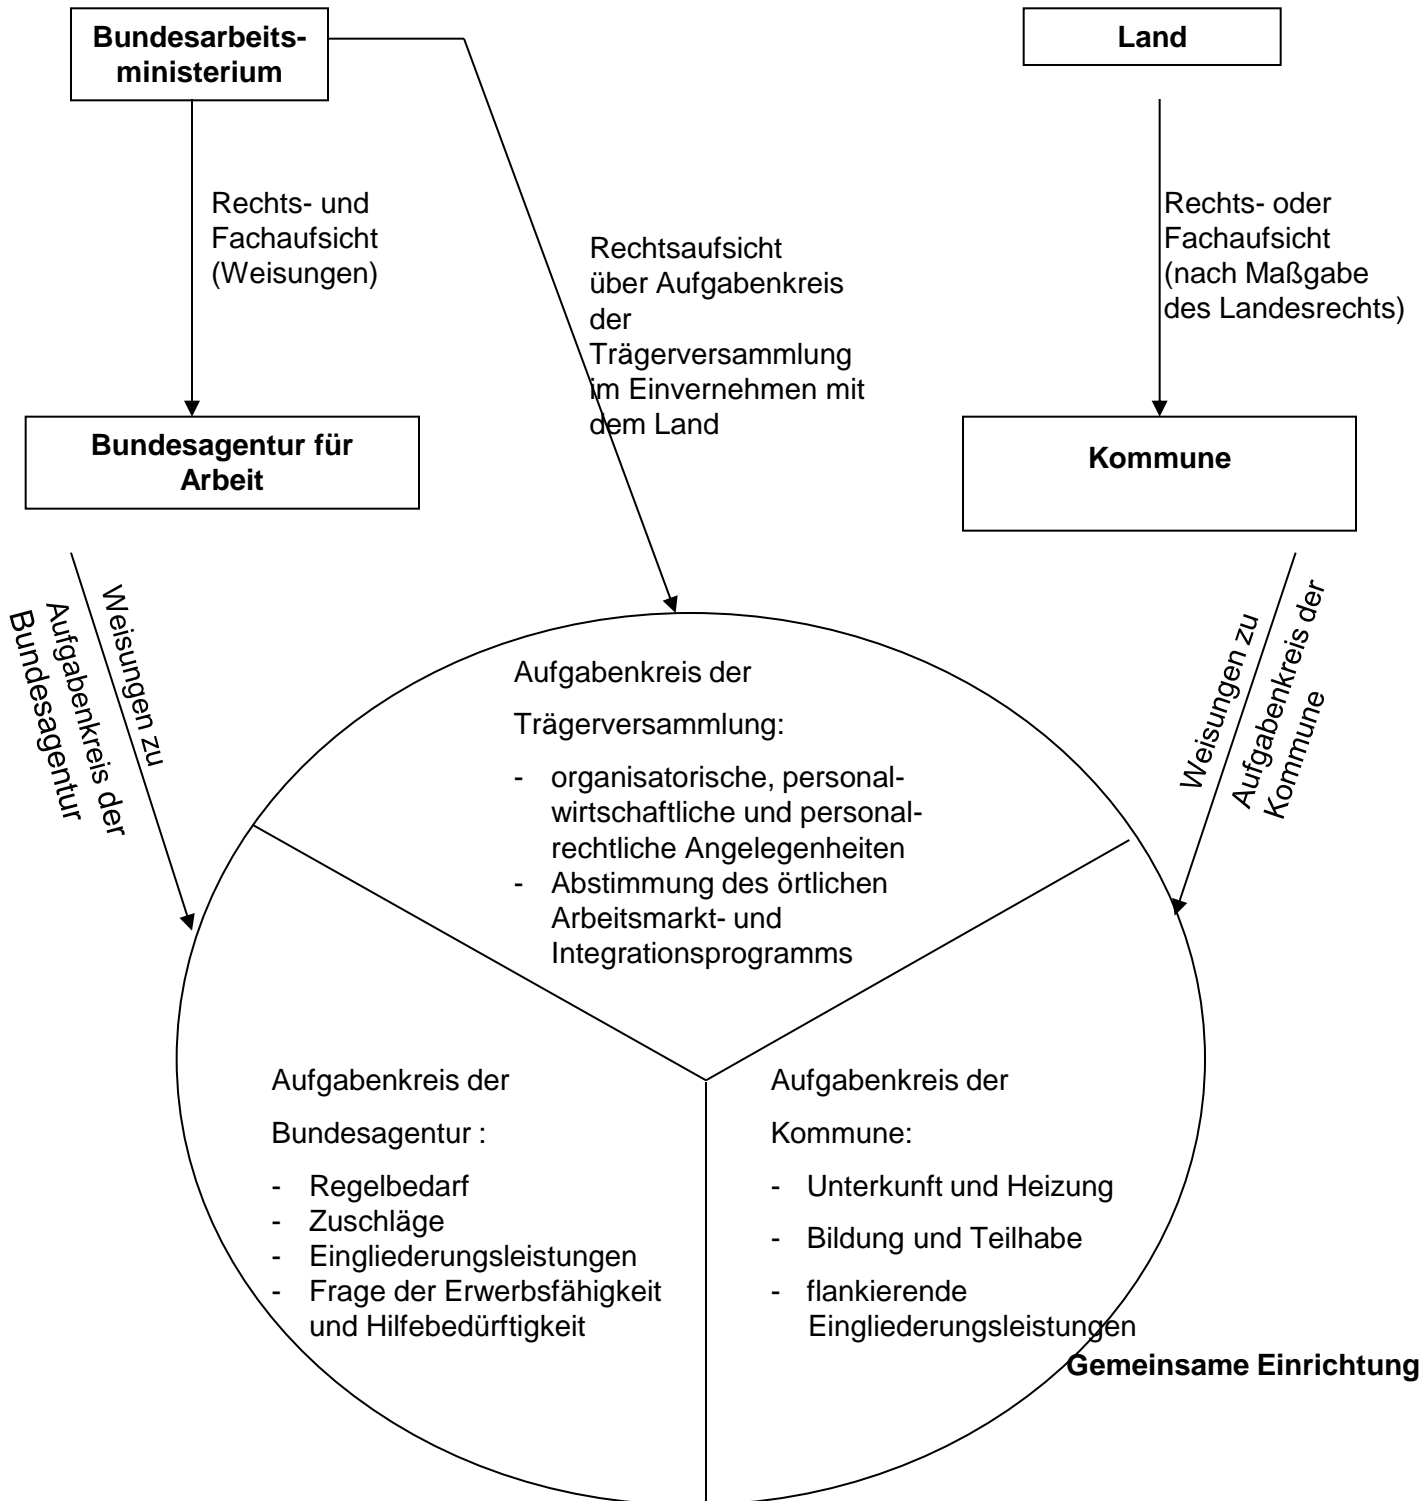 Bundesarbeits-
ministerium
Land
Rechts- und
Fachaufsicht
(Weisungen)
Rechtsaufsicht
über Aufgabenkreis
der
Trägerversammlung
im Einvernehmen mit
dem Land
Rechts- oder
Fachaufsicht
(nach Maßgabe
des Landesrechts)
Bundesagentur für
Arbeit
Kommune
Weisungen zu
Aufgabenkreis der
Bundesagentur
Weisungen zu
Aufgabenkreis der
Kommune
Aufgabenkreis der
Trägerversammlung:
- organisatorische, personal-
wirtschaftliche und personal-
rechtliche Angelegenheiten
- Abstimmung des örtlichen
Arbeitsmarkt- und
Integrationsprogramms
Aufgabenkreis der
Bundesagentur :
- Regelbedarf
- Zuschläge
- Eingliederungsleistungen
- Frage der Erwerbsfähigkeit
und Hilfebedürftigkeit
Aufgabenkreis der
Kommune:
- Unterkunft und Heizung
- Bildung und Teilhabe
- flankierende
Eingliederungsleistungen
Gemeinsame Einrichtung